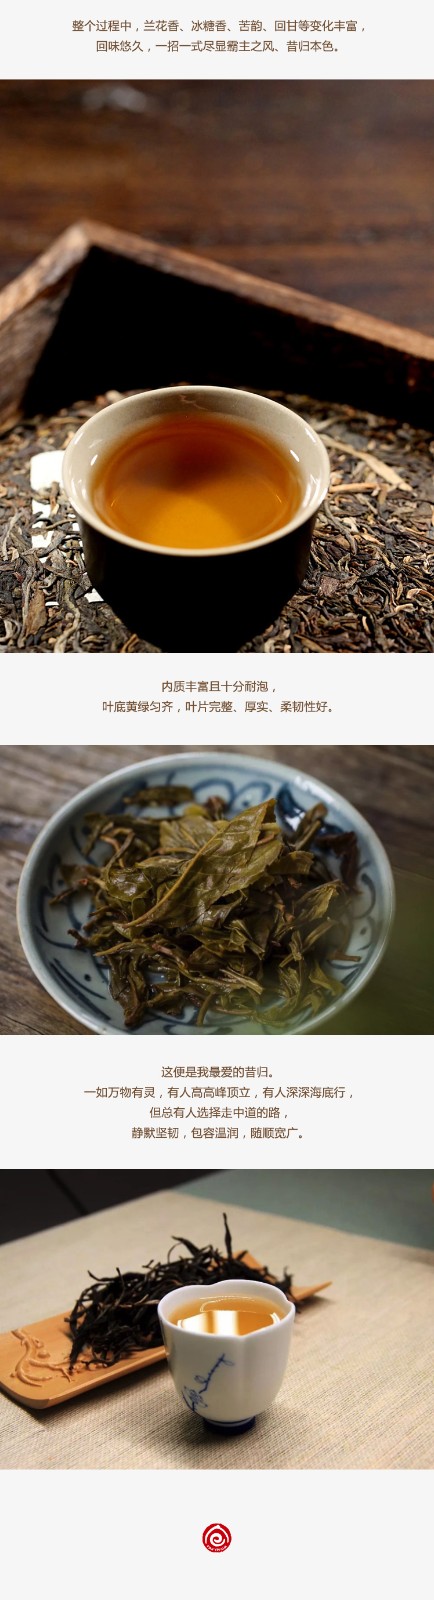 整个过程中，兰花香、冰糖香、苦韵、回甘等变化丰富，
回味悠久，一招一式尽显霸主之风、昔归本色。
内质丰富且十分耐泡，
叶底黄绿匀齐，叶片完整、厚实、柔韧性好。
这便是我最爱的昔归。
一如万物有灵，有人高高峰顶立，有人深深海底行，
但总有人选择走中道的路，
静默坚韧，包容温润，随顺宽广。